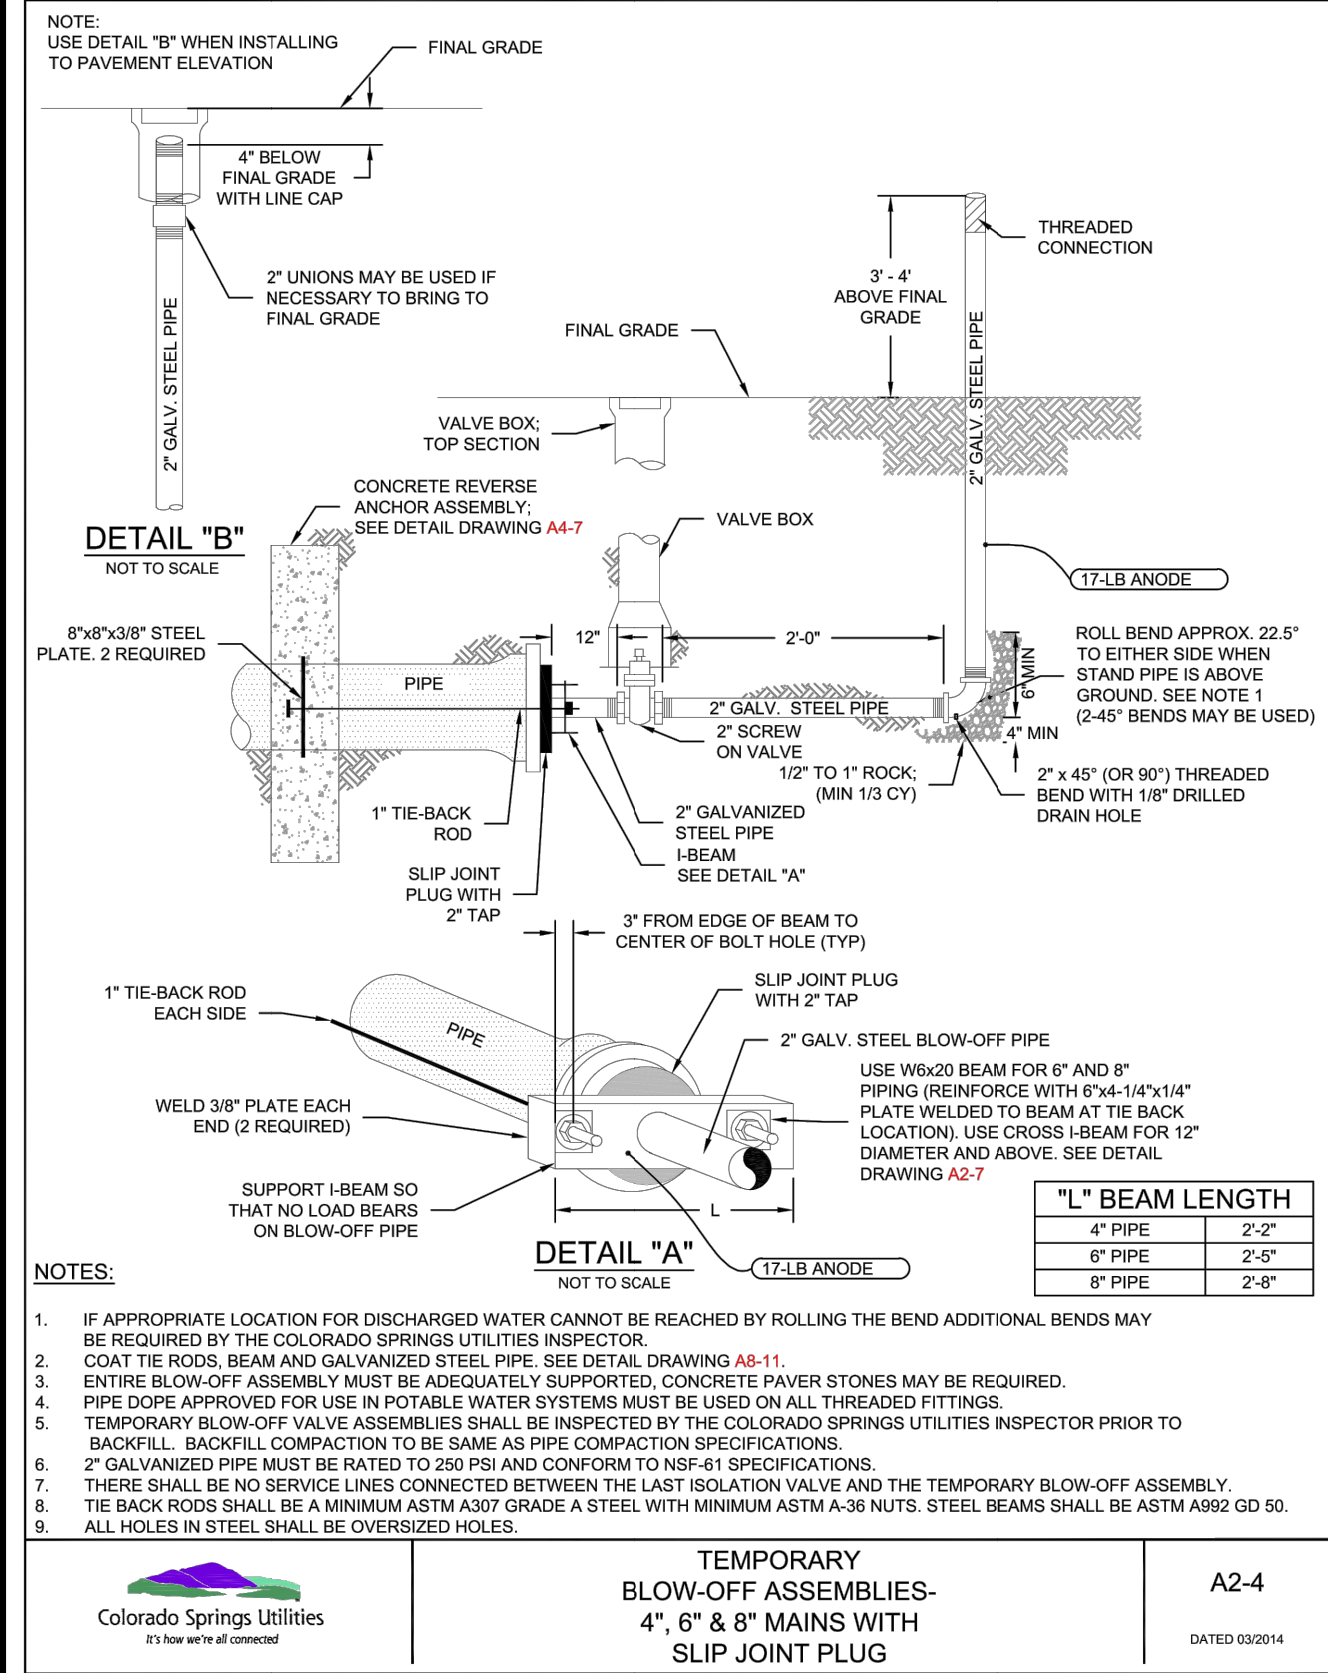 NOTE:
USE DETAIL "B" WHEN INSTALLING
TO PAVEMENT ELEVATION
FINAL GRADE
4" BELOW
FINAL GRADE
WITH LINE CAP
2" UNIONS MAY BE USED IF
NECESSARY TO BRING TO
FINAL GRADE
2" GALV. STEEL PIPE
DETAIL "B"
NOT TO SCALE
THREADED
CONNECTION
3' - 4'
ABOVE FINAL
GRADE
FINAL GRADE
2" GALV. STEEL PIPE
VALVE BOX;
TOP SECTION
CONCRETE REVERSE
ANCHOR ASSEMBLY;
SEE DETAIL DRAWING A4-7
VALVE BOX
17-LB ANODE
8"x8"x3/8" STEEL
PLATE. 2 REQUIRED
12"
2'-0"
6" MIN
ROLL BEND APPROX. 22.5°
TO EITHER SIDE WHEN
STAND PIPE IS ABOVE
GROUND. SEE NOTE 1
(2-45° BENDS MAY BE USED)
PIPE
2" GALV. STEEL PIPE
4" MIN
2" SCREW
ON VALVE
1/2" TO 1" ROCK;
(MIN 1/3 CY)
2" x 45° (OR 90°) THREADED
BEND WITH 1/8" DRILLED
DRAIN HOLE
1" TIE-BACK
ROD
2" GALVANIZED
STEEL PIPE
I-BEAM
SEE DETAIL "A"
SLIP JOINT
PLUG WITH
2" TAP
3" FROM EDGE OF BEAM TO
CENTER OF BOLT HOLE (TYP)
1" TIE-BACK ROD
EACH SIDE
PIPE
SLIP JOINT PLUG
WITH 2" TAP
2" GALV. STEEL BLOW-OFF PIPE
USE W6x20 BEAM FOR 6" AND 8"
PIPING (REINFORCE WITH 6"x4-1/4"x1/4"
PLATE WELDED TO BEAM AT TIE BACK
LOCATION). USE CROSS I-BEAM FOR 12"
DIAMETER AND ABOVE. SEE DETAIL
DRAWING A2-7
WELD 3/8" PLATE EACH
END (2 REQUIRED)
SUPPORT I-BEAM SO
THAT NO LOAD BEARS
ON BLOW-OFF PIPE
L
DETAIL "A"
NOT TO SCALE
17-LB ANODE
"L" BEAM LENGTH
4" PIPE 2'-2"
6" PIPE 2'-5"
8" PIPE 2'-8"
NOTES:
1. IF APPROPRIATE LOCATION FOR DISCHARGED WATER CANNOT BE REACHED BY ROLLING THE BEND ADDITIONAL BENDS MAY
BE REQUIRED BY THE COLORADO SPRINGS UTILITIES INSPECTOR.
2. COAT TIE RODS, BEAM AND GALVANIZED STEEL PIPE. SEE DETAIL DRAWING A8-11.
3. ENTIRE BLOW-OFF ASSEMBLY MUST BE ADEQUATELY SUPPORTED, CONCRETE PAVER STONES MAY BE REQUIRED.
4. PIPE DOPE APPROVED FOR USE IN POTABLE WATER SYSTEMS MUST BE USED ON ALL THREADED FITTINGS.
5. TEMPORARY BLOW-OFF VALVE ASSEMBLIES SHALL BE INSPECTED BY THE COLORADO SPRINGS UTILITIES INSPECTOR PRIOR TO
BACKFILL. BACKFILL COMPACTION TO BE SAME AS PIPE COMPACTION SPECIFICATIONS.
6. 2" GALVANIZED PIPE MUST BE RATED TO 250 PSI AND CONFORM TO NSF-61 SPECIFICATIONS.
7. THERE SHALL BE NO SERVICE LINES CONNECTED BETWEEN THE LAST ISOLATION VALVE AND THE TEMPORARY BLOW-OFF ASSEMBLY.
8. TIE BACK RODS SHALL BE A MINIMUM ASTM A307 GRADE A STEEL WITH MINIMUM ASTM A-36 NUTS. STEEL BEAMS SHALL BE ASTM A992 GD 50.
9. ALL HOLES IN STEEL SHALL BE OVERSIZED HOLES.
Colorado Springs Utilities
It's how we're all connected
TEMPORARY
BLOW-OFF ASSEMBLIES-
4", 6" & 8" MAINS WITH
SLIP JOINT PLUG
A2-4
DATED 03/2014